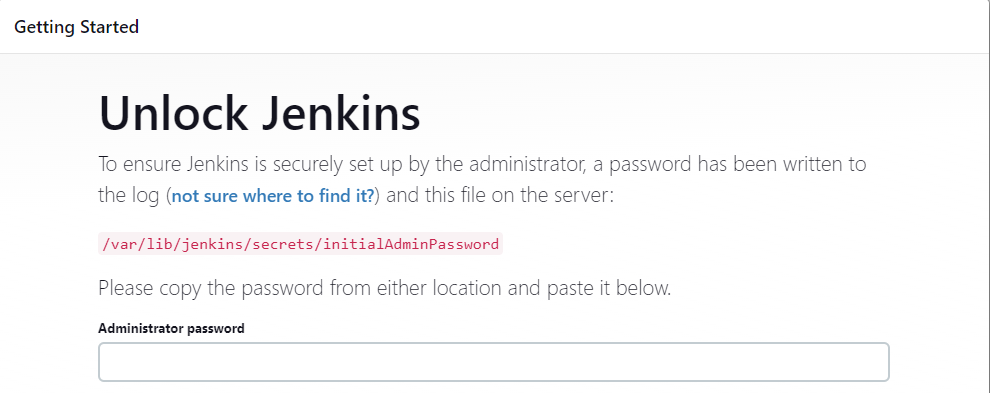 Getting Started
Unlock Jenkins
To ensure Jenkins is securely set up by the administrator, a password has been written to
the log (not sure where to find it?) and this file on the server:
/var/lib/jenkins/secrets/initialAdminPassword
Please copy the password from either location and paste it below.
Administrator password